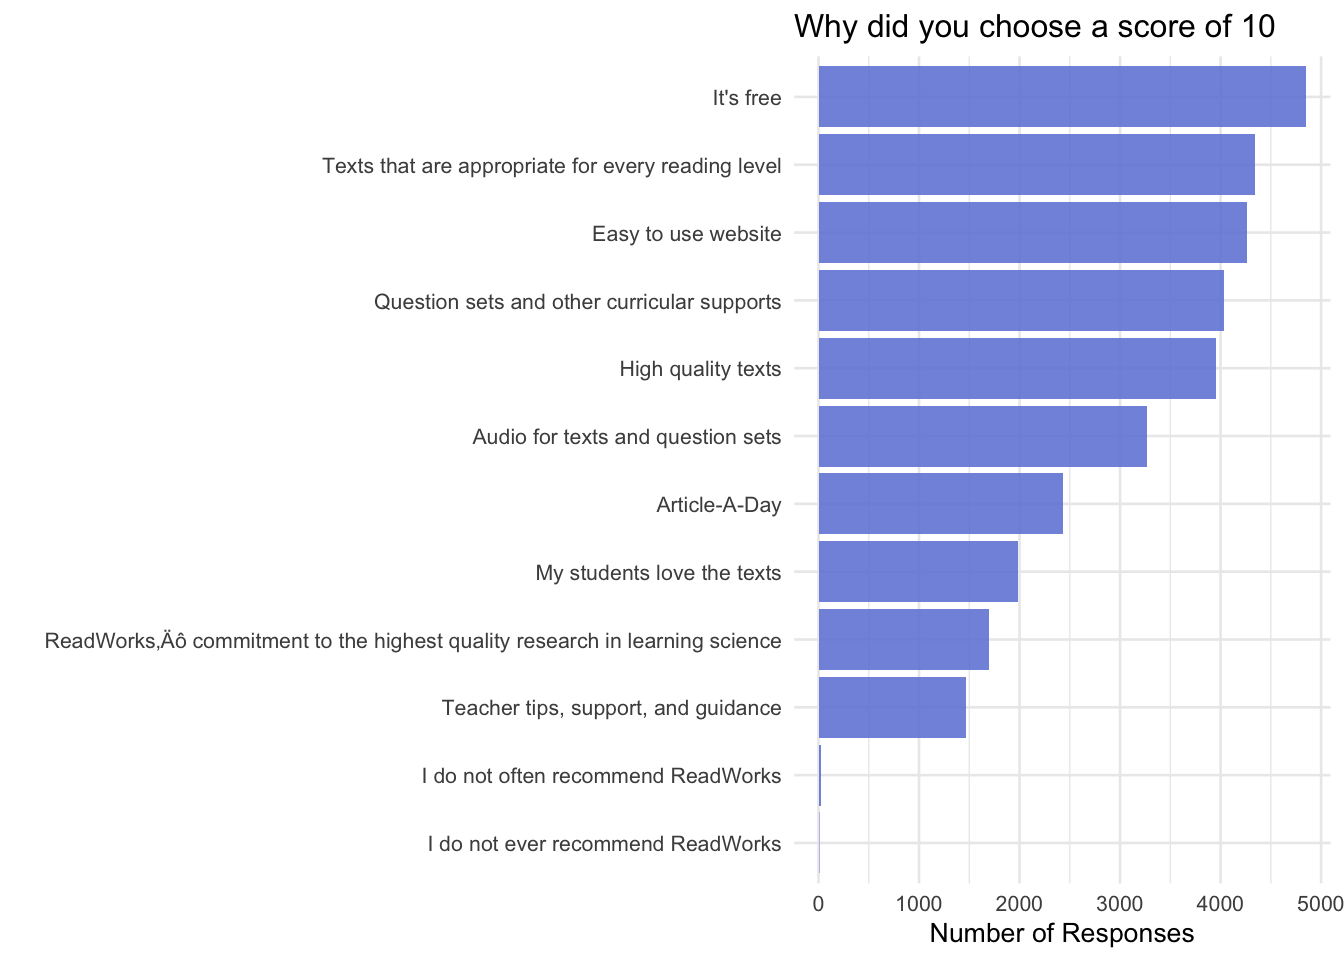 Why did you choose a score of 10
It's free
Texts that are appropriate for every reading level
Easy to use website
Question sets and other curricular supports
High quality texts
Audio for texts and question sets
Article-A-Day
My students love the texts
ReadWorks‚Äô commitment to the highest quality research in learning science
Teacher tips, support, and guidance
I do not often recommend ReadWorks
I do not ever recommend ReadWorks
0 1000 2000 3000 4000 5000
Number of Responses